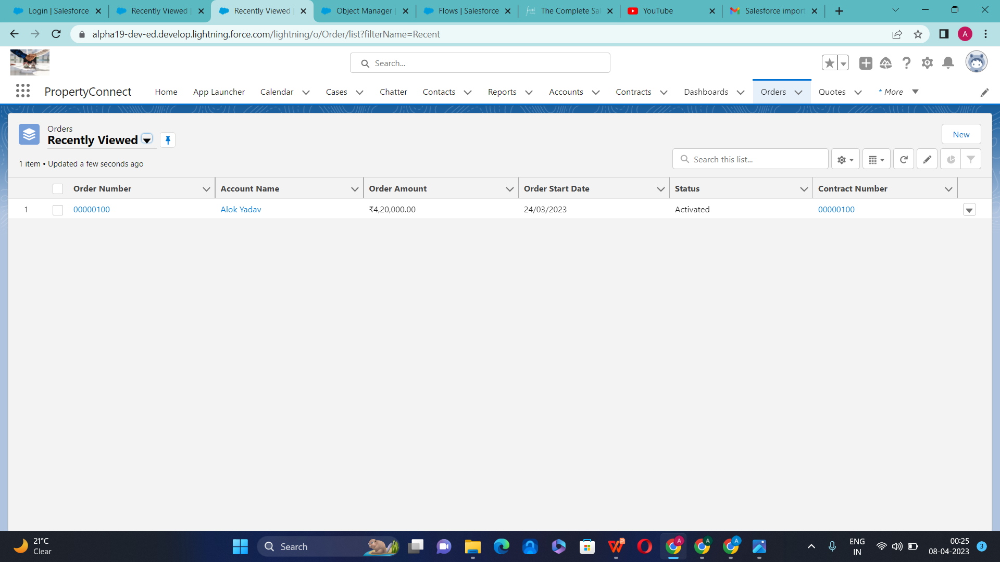 Login | Salesforce
Recently Viewed |
Recently Viewed |
Object Manager |
Flows | Salesforce
The Complete Sal
YouTube
Salesforce import
alpha19-dev-ed.develop.lightning.force.com/lightning/o/Order/list?filterName=Recent
A
Search...
PropertyConnect
Home
App Launcher
Calendar
Cases
Chatter
Contacts
Reports
Accounts
Contracts
Dashboards
Orders
Quotes
* More
Orders
Recently Viewed
New
1 item • Updated a few seconds ago
Search this list...
Order Number
Account Name
Order Amount
Order Start Date
Status
Contract Number
1
00000100
Alok Yadav
₹4,20,000.00
24/03/2023
Activated
00000100
21°C
Clear
Search
A
A
A
ENG
IN
00:25
08-04-2023
3